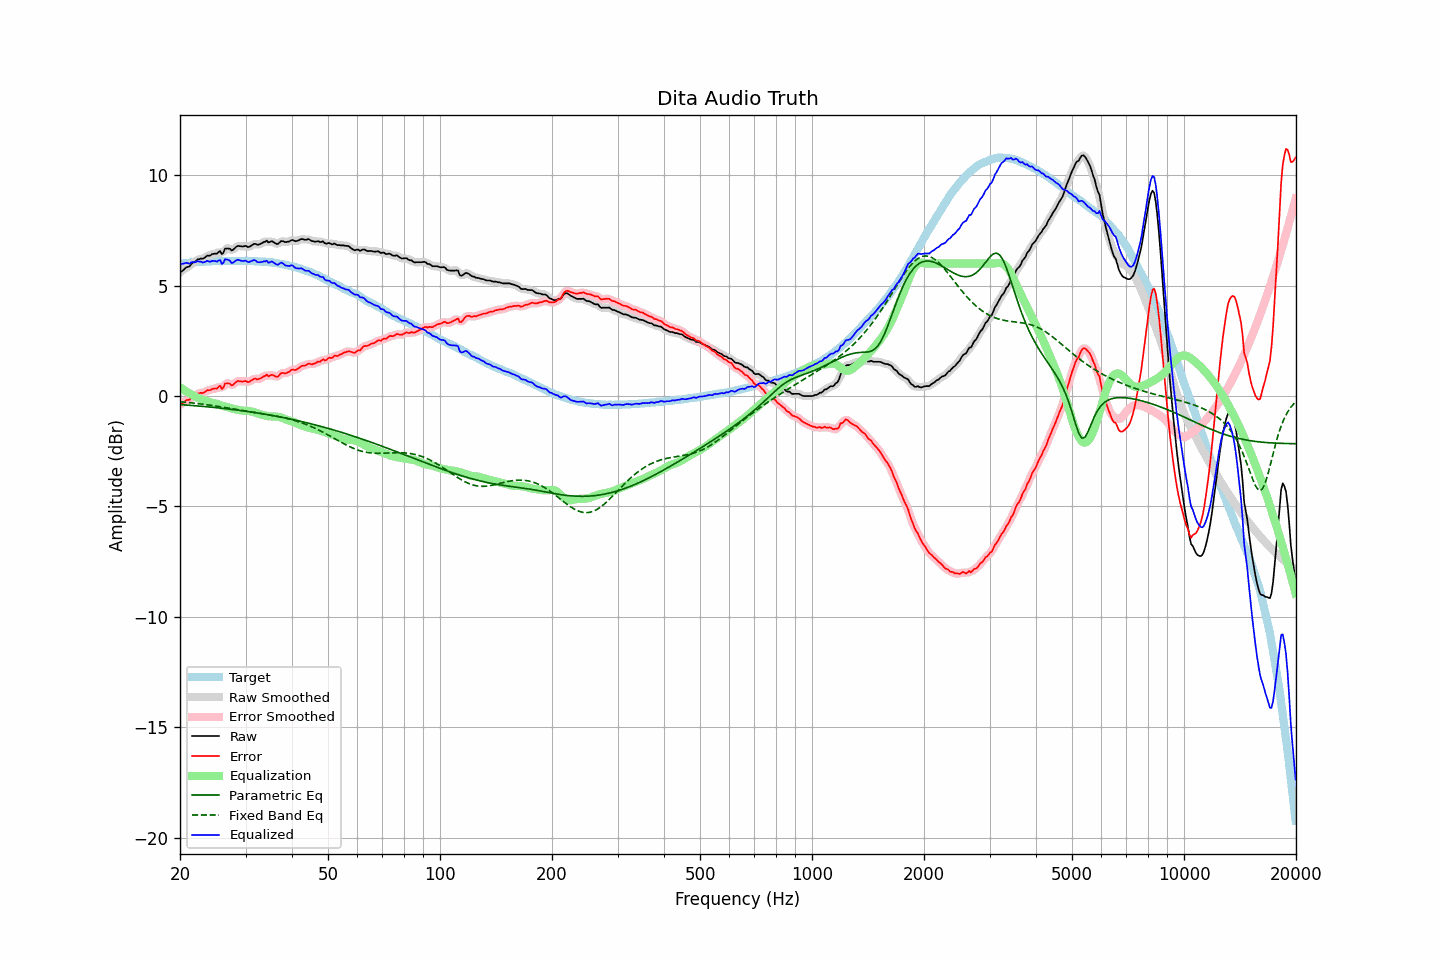 Dita Audio Truth
10
5
0
−5
−10
−15
−20
Amplitude (dBr)
Target
Raw Smoothed
Error Smoothed
Raw
Error
Equalization
Parametric Eq
Fixed Band Eq
Equalized
20 50 100 200 500 1000 2000 5000 10000 20000
Frequency (Hz)